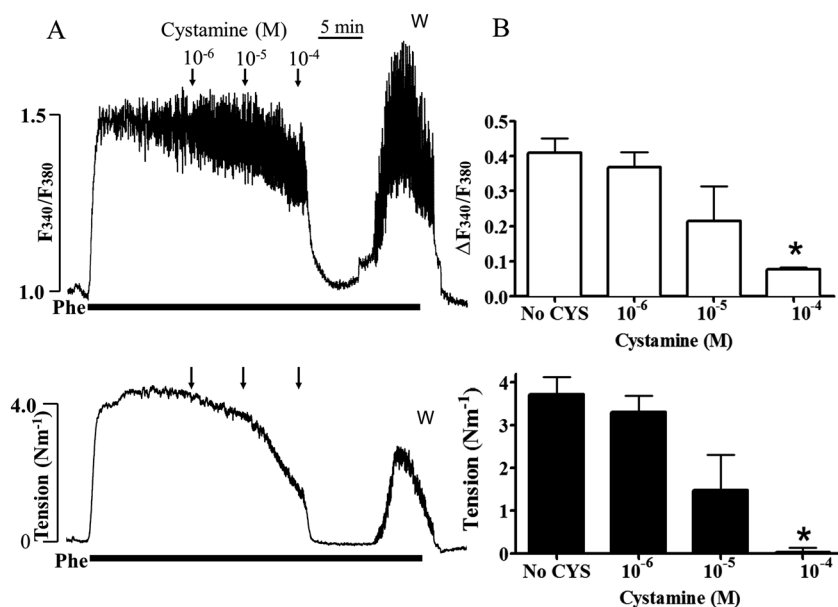 A
Cystamine (M)
10⁻⁶ 10⁻⁵ 10⁻⁴
5 min
W
F340/F380
1.5
1.0
Phe
Tension (Nm⁻¹)
4.0
0
W
Phe
B
ΔF340/F380
0.5
0.4
0.3
0.2
0.1
0.0
*
No CYS 10⁻⁶ 10⁻⁵ 10⁻⁴
Cystamine (M)
Tension (Nm⁻¹)
4
3
2
1
0
*
No CYS 10⁻⁶ 10⁻⁵ 10⁻⁴
Cystamine (M)